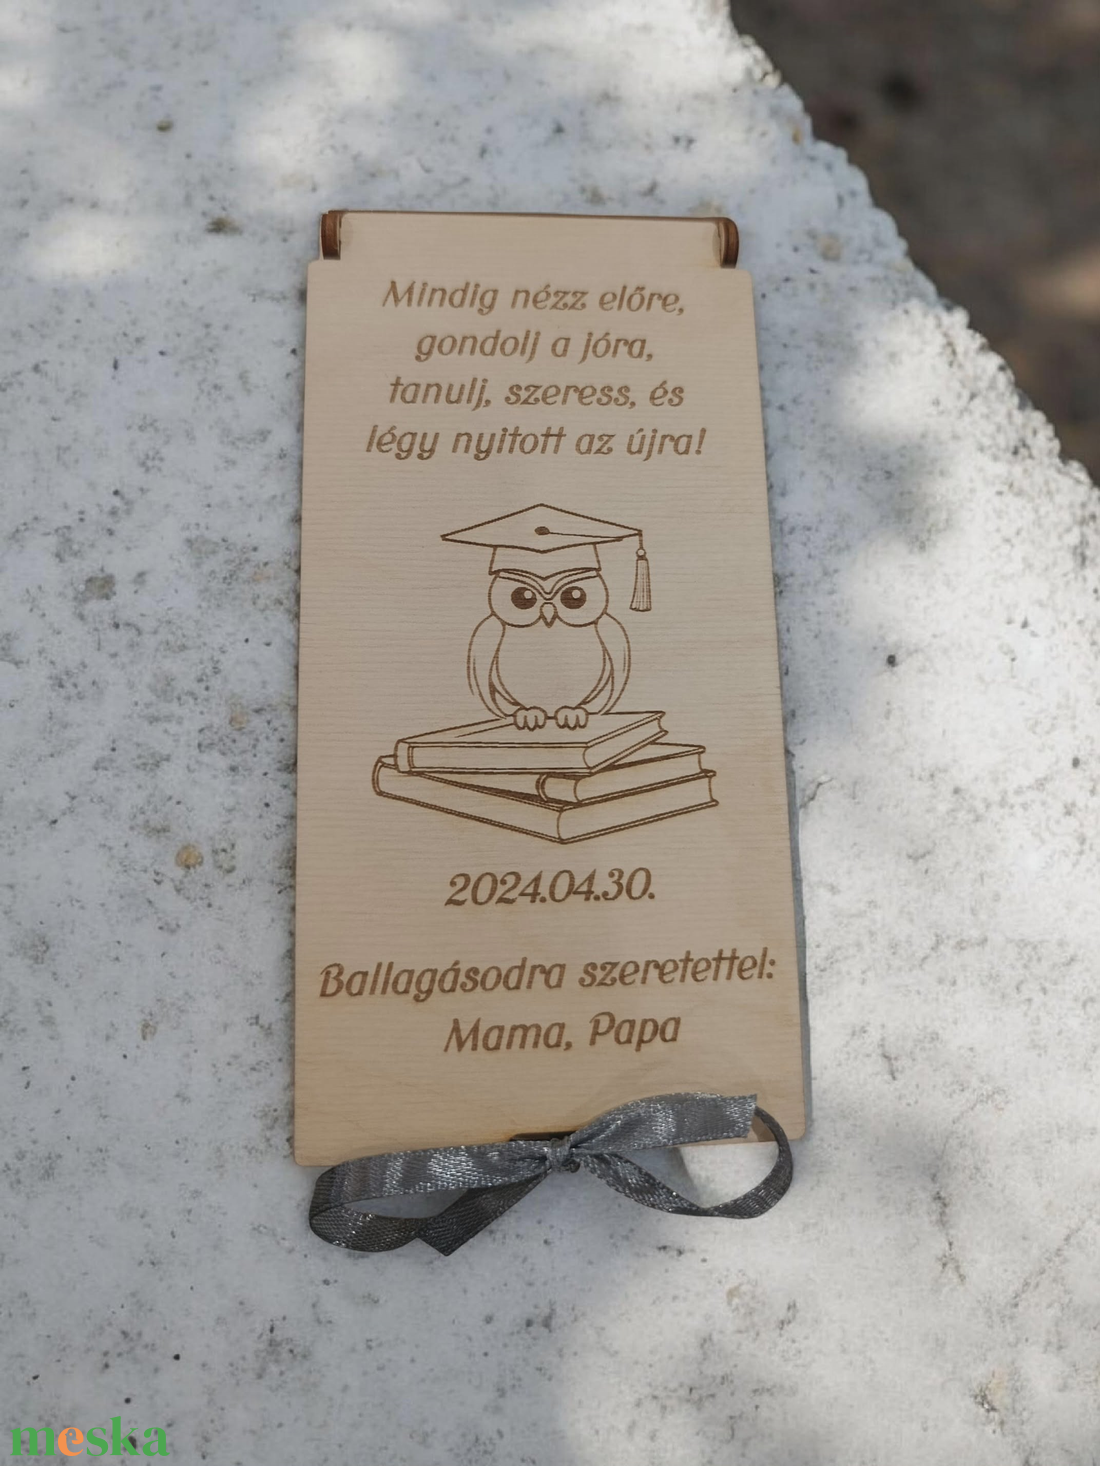 Mindig nézz előre,
gondolj a jóra,
tanulj, szeress, és
légy nyitott az újra!
2024.04.30.
Ballagásodra szeretettel:
Mama, Papa
meska